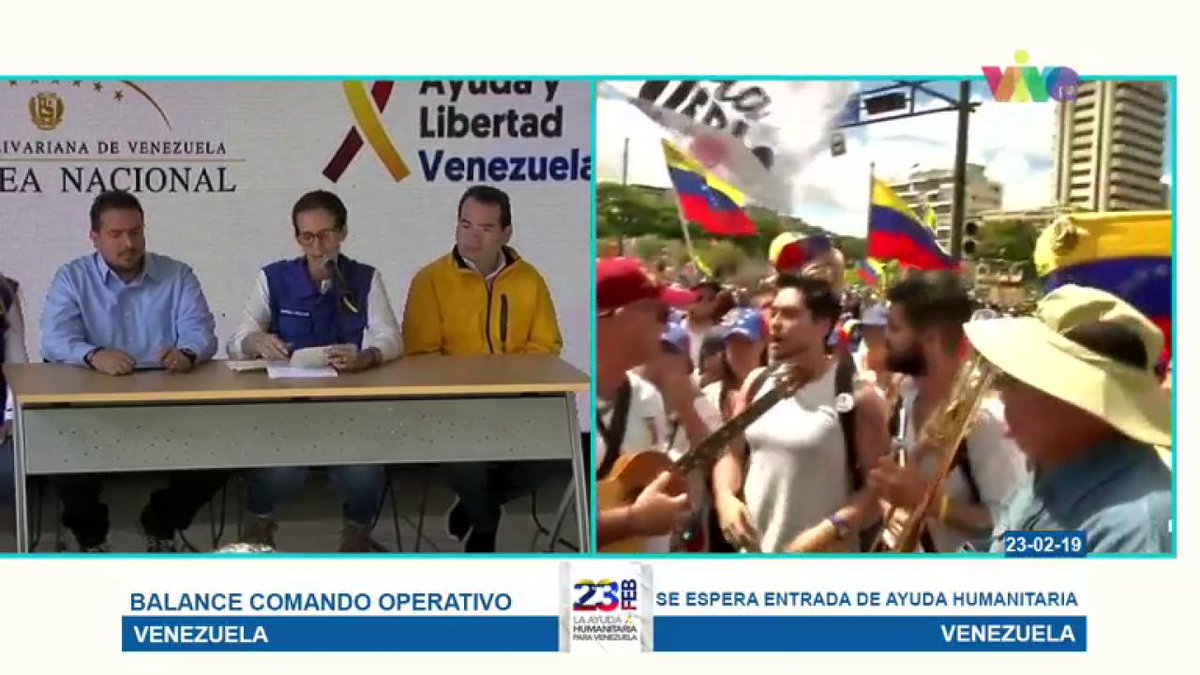 VIVO
Ayuda y
Libertad
Venezuela
LIVARIANA DE VENEZUELA
EA NACIONAL
23-02-19
BALANCE COMANDO OPERATIVO
VENEZUELA
23 FEB
LA AYUDA
HUMANITARIA
PARA VENEZUELA
SE ESPERA ENTRADA DE AYUDA HUMANITARIA
VENEZUELA